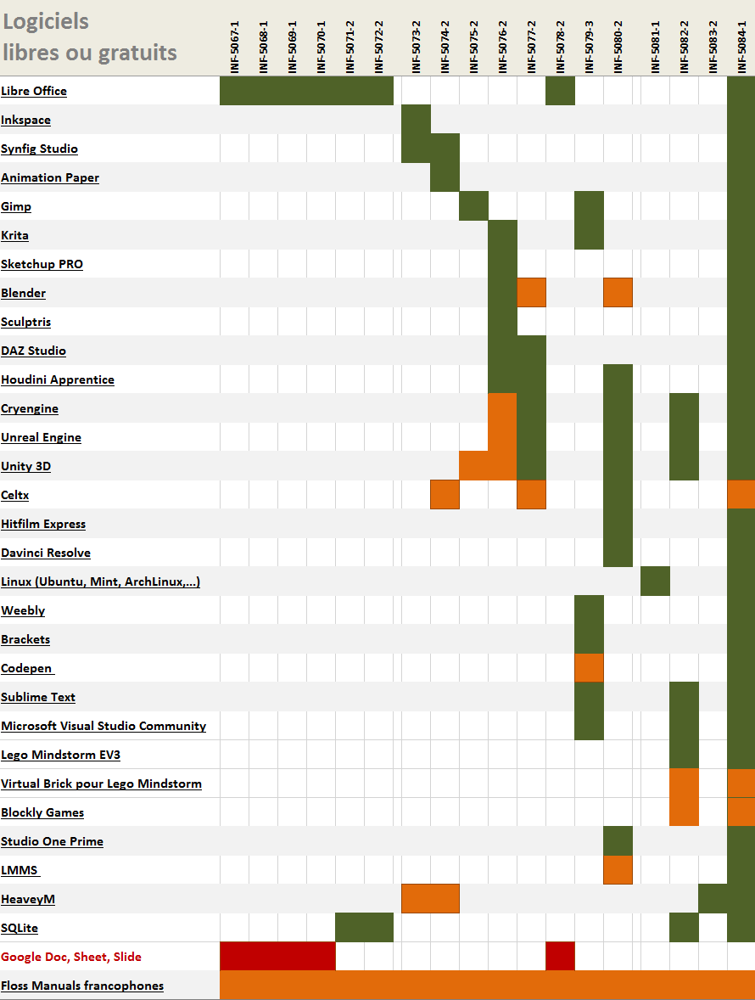 Logiciels
libres ou gratuits
INF-5067-1
INF-5068-1
INF-5069-1
INF-5070-1
INF-5071-2
INF-5072-2
INF-5073-2
INF-5074-2
INF-5075-2
INF-5076-2
INF-5077-2
INF-5078-2
INF-5079-3
INF-5080-2
INF-5081-1
INF-5082-2
INF-5083-2
INF-5084-1
Libre Office
Inkspace
Synfig Studio
Animation Paper
Gimp
Krita
Sketchup PRO
Blender
Sculptris
DAZ Studio
Houdini Apprentice
Cryengine
Unreal Engine
Unity 3D
Celtx
Hitfilm Express
Davinci Resolve
Linux (Ubuntu, Mint, ArchLinux,...)
Weebly
Brackets
Codepen
Sublime Text
Microsoft Visual Studio Community
Lego Mindstorm EV3
Virtual Brick pour Lego Mindstorm
Blockly Games
Studio One Prime
LMMS
HeaveyM
SQLite
Google Doc, Sheet, Slide
Floss Manuals francophones